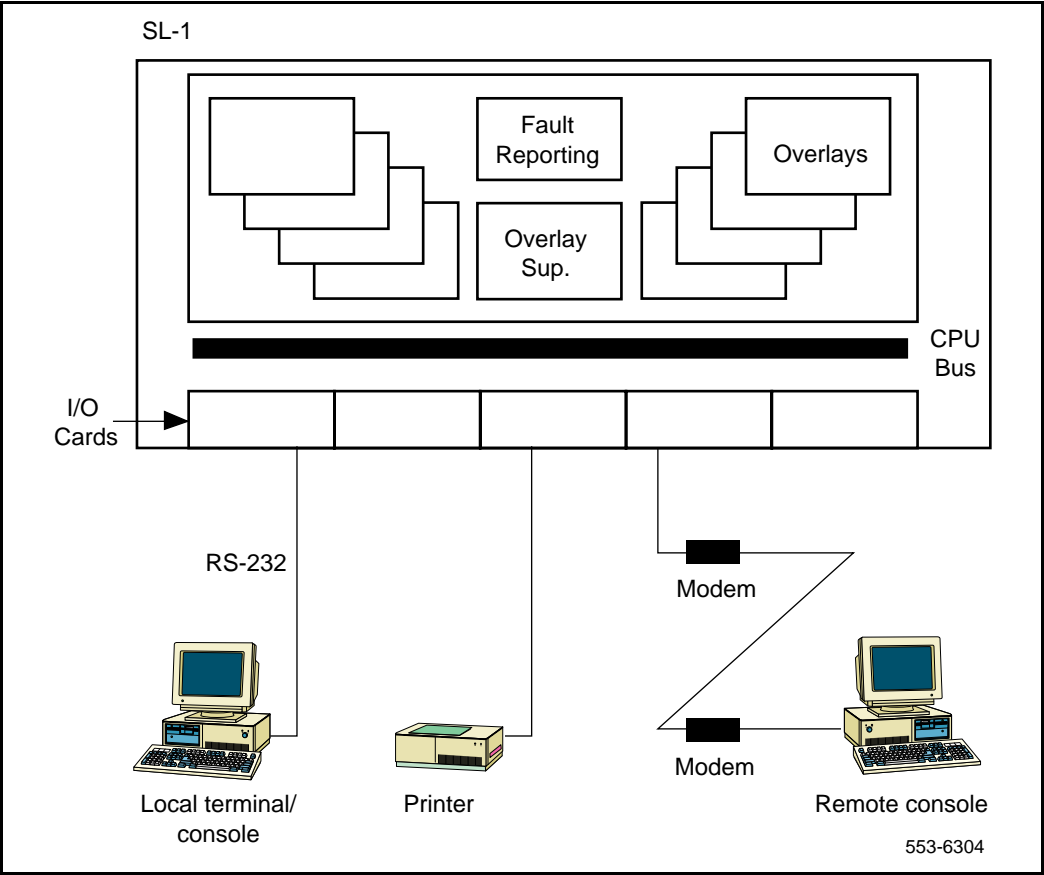 SL-1
Fault
Reporting
Overlays
Overlay
Sup.
CPU
Bus
I/O
Cards
RS-232
Modem
Modem
Local terminal/
console
Printer
Remote console
553-6304